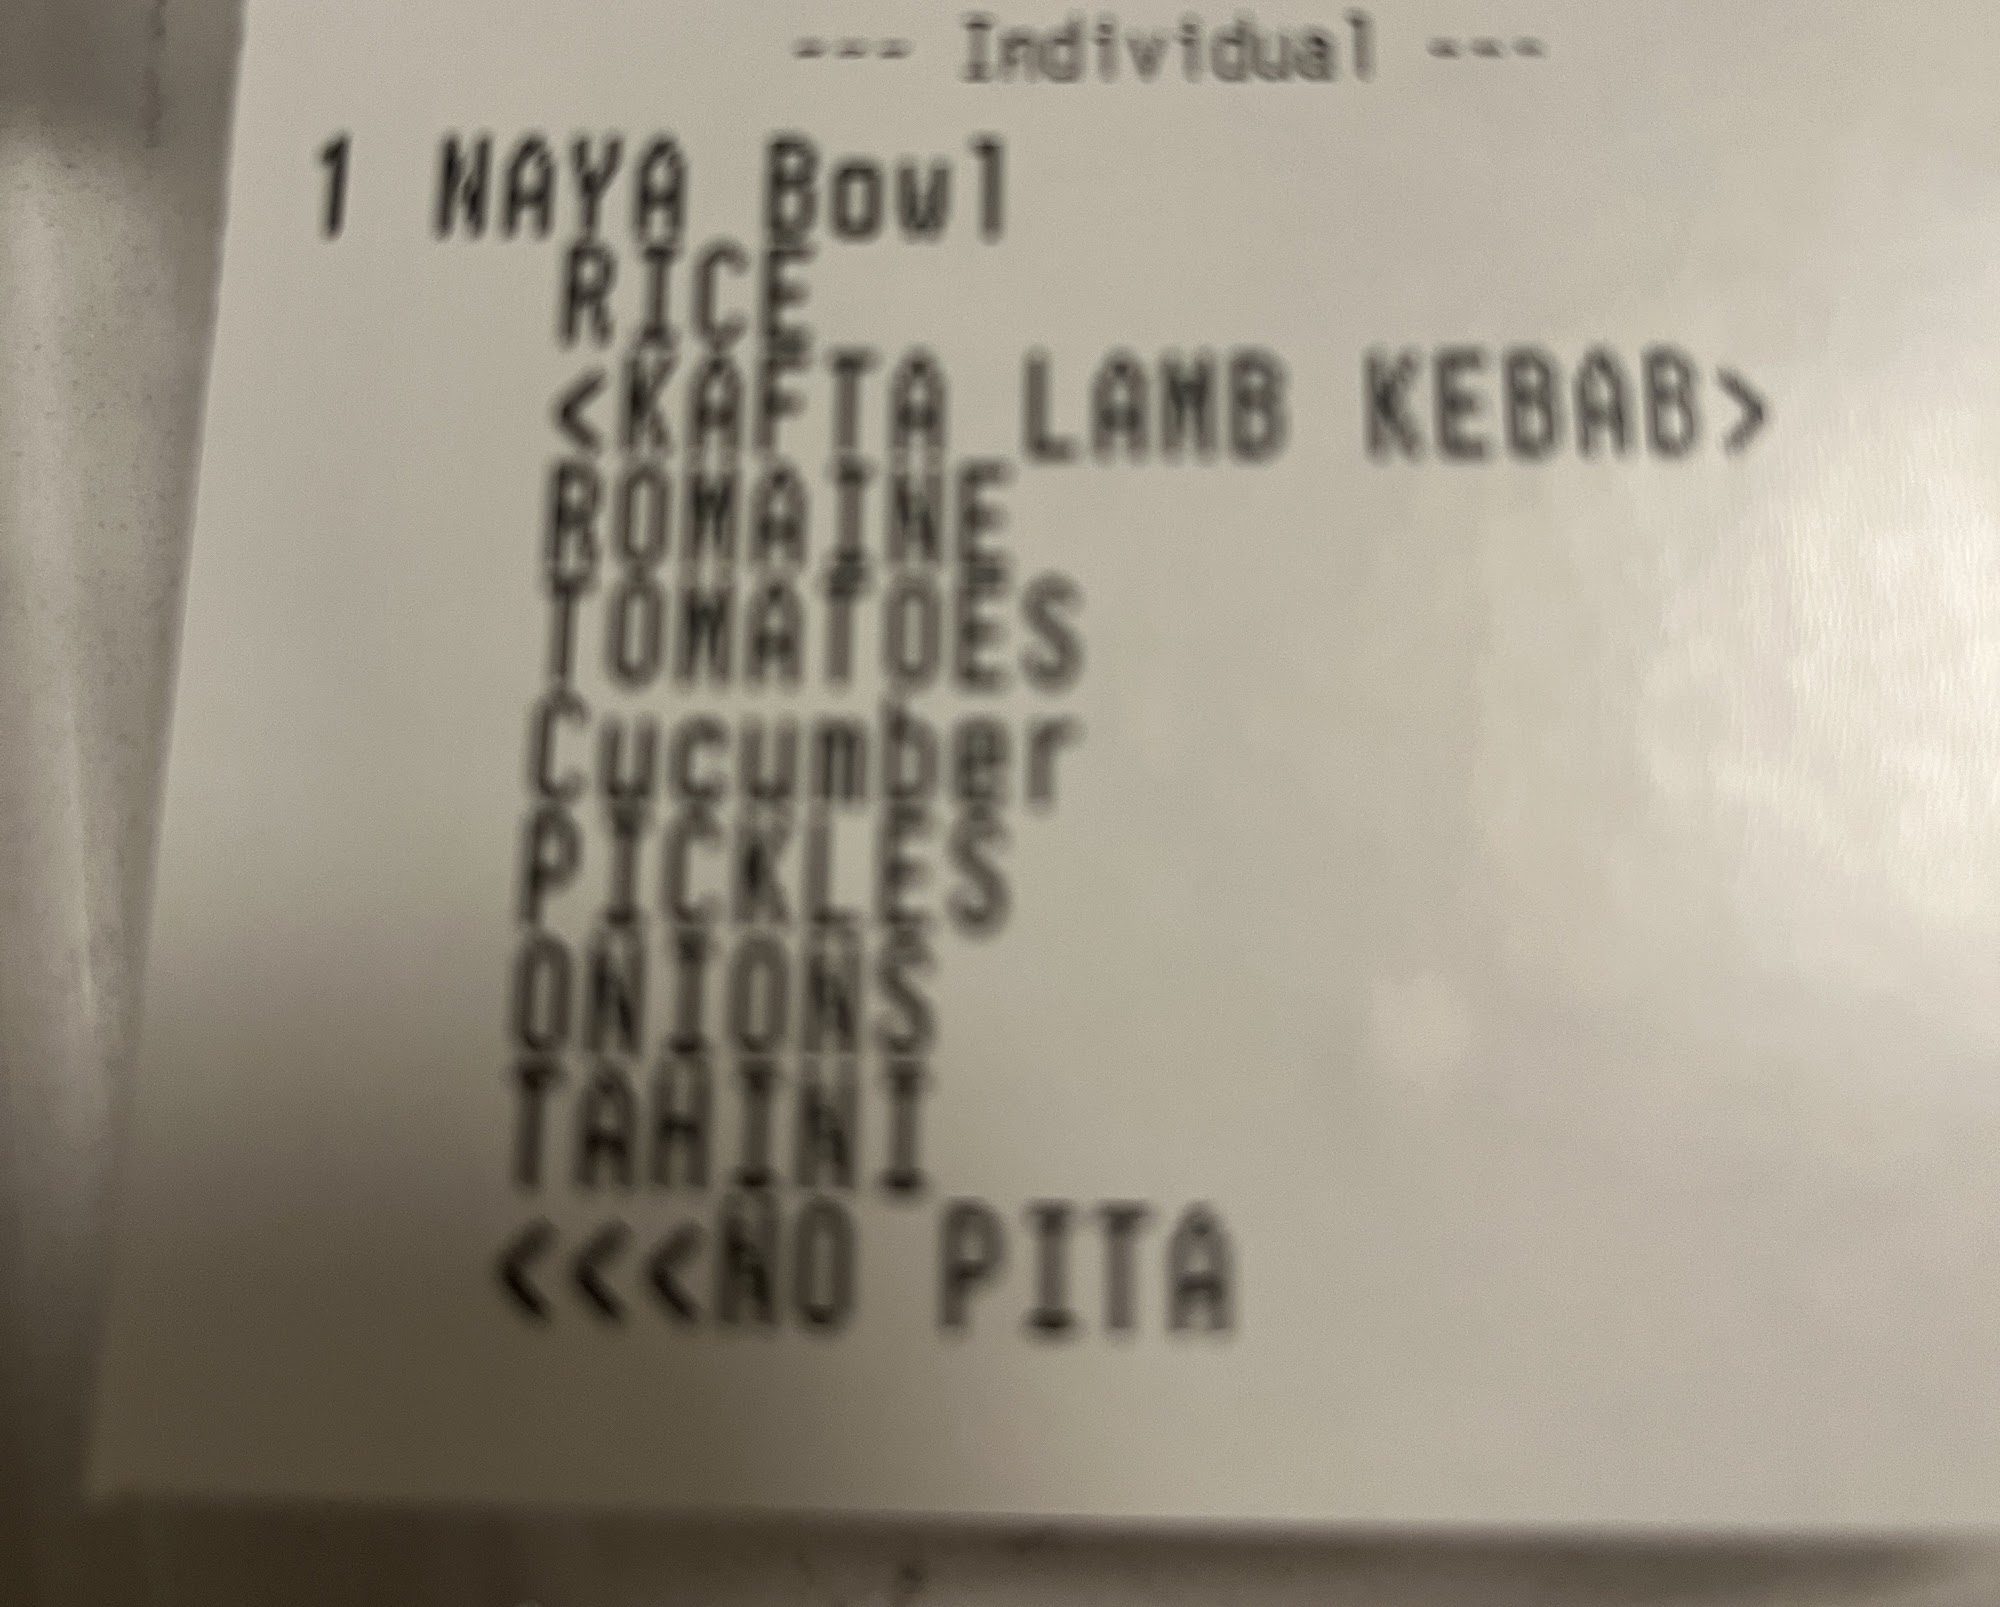 --- Individual ---
1 NAYA Bowl
RICE
<KAFTA LAMB KEBAB>
ROMAINE
TOMATOES
Cucumber
PICKLES
ONIONS
TAHINI
<<<NO PITA